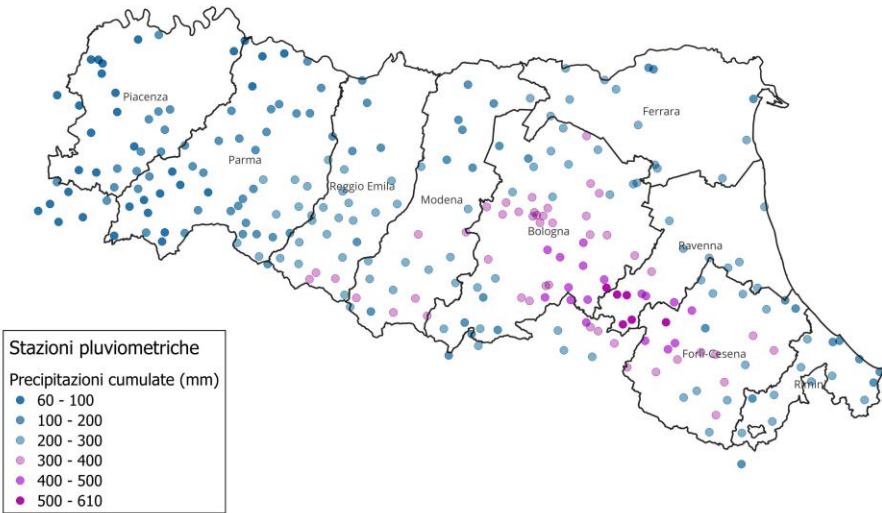 Piacenza
Ferrara
Parma
Reggio Emila
Modena
Bologna
Ravenna
Forlì-Cesena
Rimini
Stazioni pluviometriche
Precipitazioni cumulate (mm)
60 - 100
100 - 200
200 - 300
300 - 400
400 - 500
500 - 610